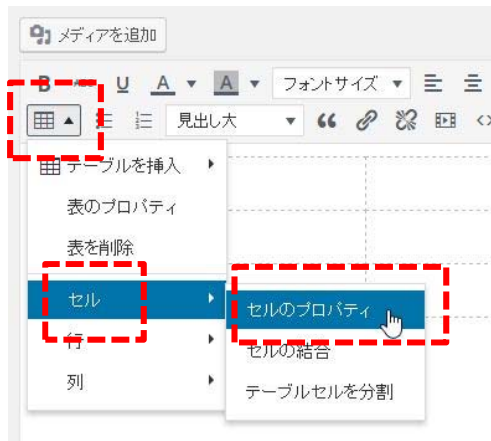 メディアを追加
B ABC U A A フォントサイズ
見出し大
テーブルを挿入
表のプロパティ
表を削除
セル
セルのプロパティ
行
セルの結合
列
テーブルセルを分割